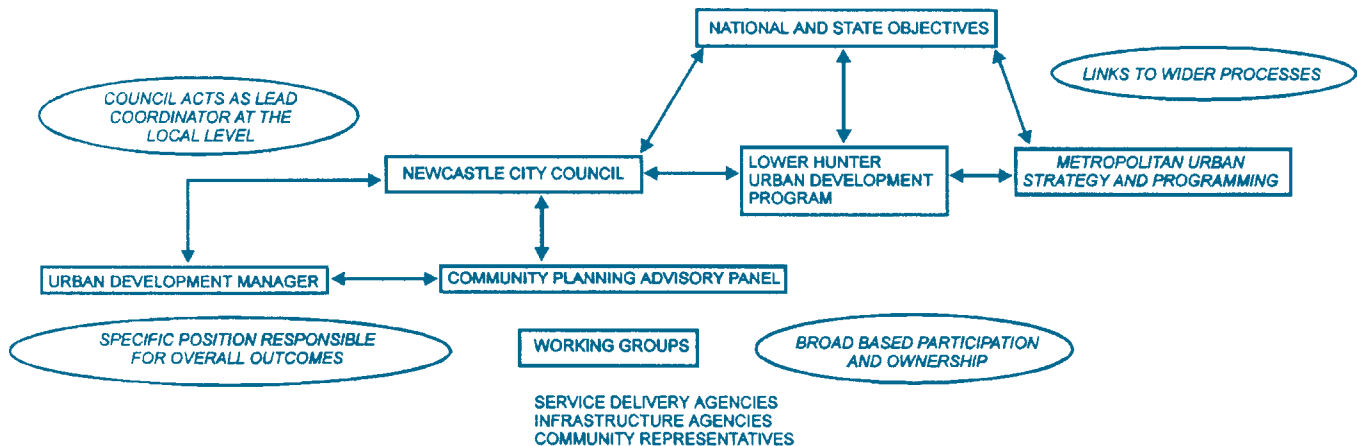 NATIONAL AND STATE OBJECTIVES
LINKS TO WIDER PROCESSES
COUNCIL ACTS AS LEAD
COORDINATOR AT THE
LOCAL LEVEL
NEWCASTLE CITY COUNCIL
LOWER HUNTER
URBAN DEVELOPMENT
PROGRAM
METROPOLITAN URBAN
STRATEGY AND PROGRAMMING
URBAN DEVELOPMENT MANAGER
COMMUNITY PLANNING ADVISORY PANEL
SPECIFIC POSITION RESPONSIBLE
FOR OVERALL OUTCOMES
WORKING GROUPS
BROAD BASED PARTICIPATION
AND OWNERSHIP
SERVICE DELIVERY AGENCIES
INFRASTRUCTURE AGENCIES
COMMUNITY REPRESENTATIVES